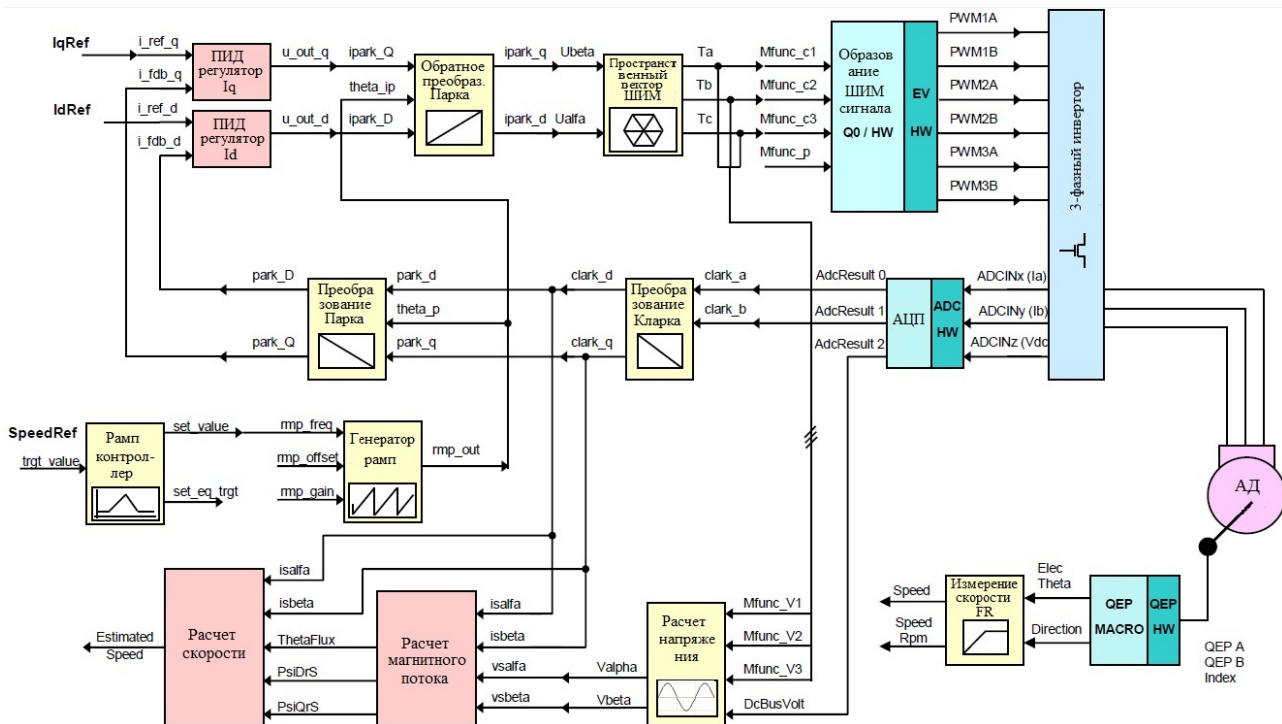 IqRef
i_ref_q
i_fdb_q
ПИД
регулятор
Iq
u_out_q
ipark_Q
theta_ip
IdRef
i_ref_d
i_fdb_d
ПИД
регулятор
Id
u_out_d
ipark_D
Обратное
преобраз.
Парка
ipark_q
Ubeta
ipark_d
Ualfa
Пространст
венный
вектор
ШИМ
Ta
Tb
Tc
Mfunc_c1
Mfunc_c2
Mfunc_c3
Mfunc_p
Образов
ание
ШИМ
сигнала
Q0 / HW
EV
HW
PWM1A
PWM1B
PWM2A
PWM2B
PWM3A
PWM3B
3-фазный инвертор
park_D
park_Q
Преобра
зование
Парка
park_d
theta_p
park_q
clark_d
clark_q
Преобра
зование
Кларка
clark_a
clark_b
AdcResult 0
AdcResult 1
AdcResult 2
АЦП
ADC
HW
ADCINx (Ia)
ADCINy (Ib)
ADCINz (Vdc
SpeedRef
trgt_value
Рамп
контрол-
лер
set_value
set_eq_trgt
rmp_freq
rmp_offset
rmp_gain
Генератор
рамп
rmp_out
АД
Estimated
Speed
Расчет
скорости
isalfa
isbeta
ThetaFlux
PsiDrS
PsiQrS
Расчет
магнитного
потока
isalfa
isbeta
vsalfa
vsbeta
Valpha
Vbeta
Расчет
напряже
ния
Mfunc_V1
Mfunc_V2
Mfunc_V3
DcBusVolt
Speed
Speed
Rpm
Измерение
скорости
FR
Elec
Theta
Direction
QEP
MACRO
QEP
HW
QEP A
QEP B
Index